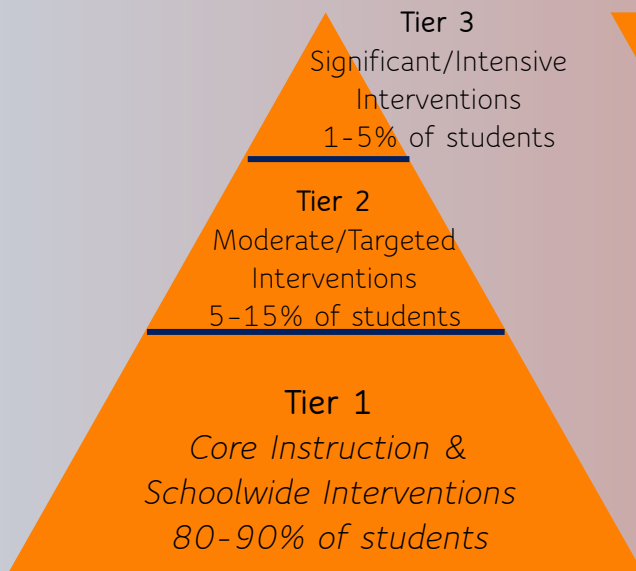 Tier 3
Significant/Intensive
Interventions
1-5% of students
Tier 2
Moderate/Targeted
Interventions
5-15% of students
Tier 1
Core Instruction &
Schoolwide Interventions
80-90% of students